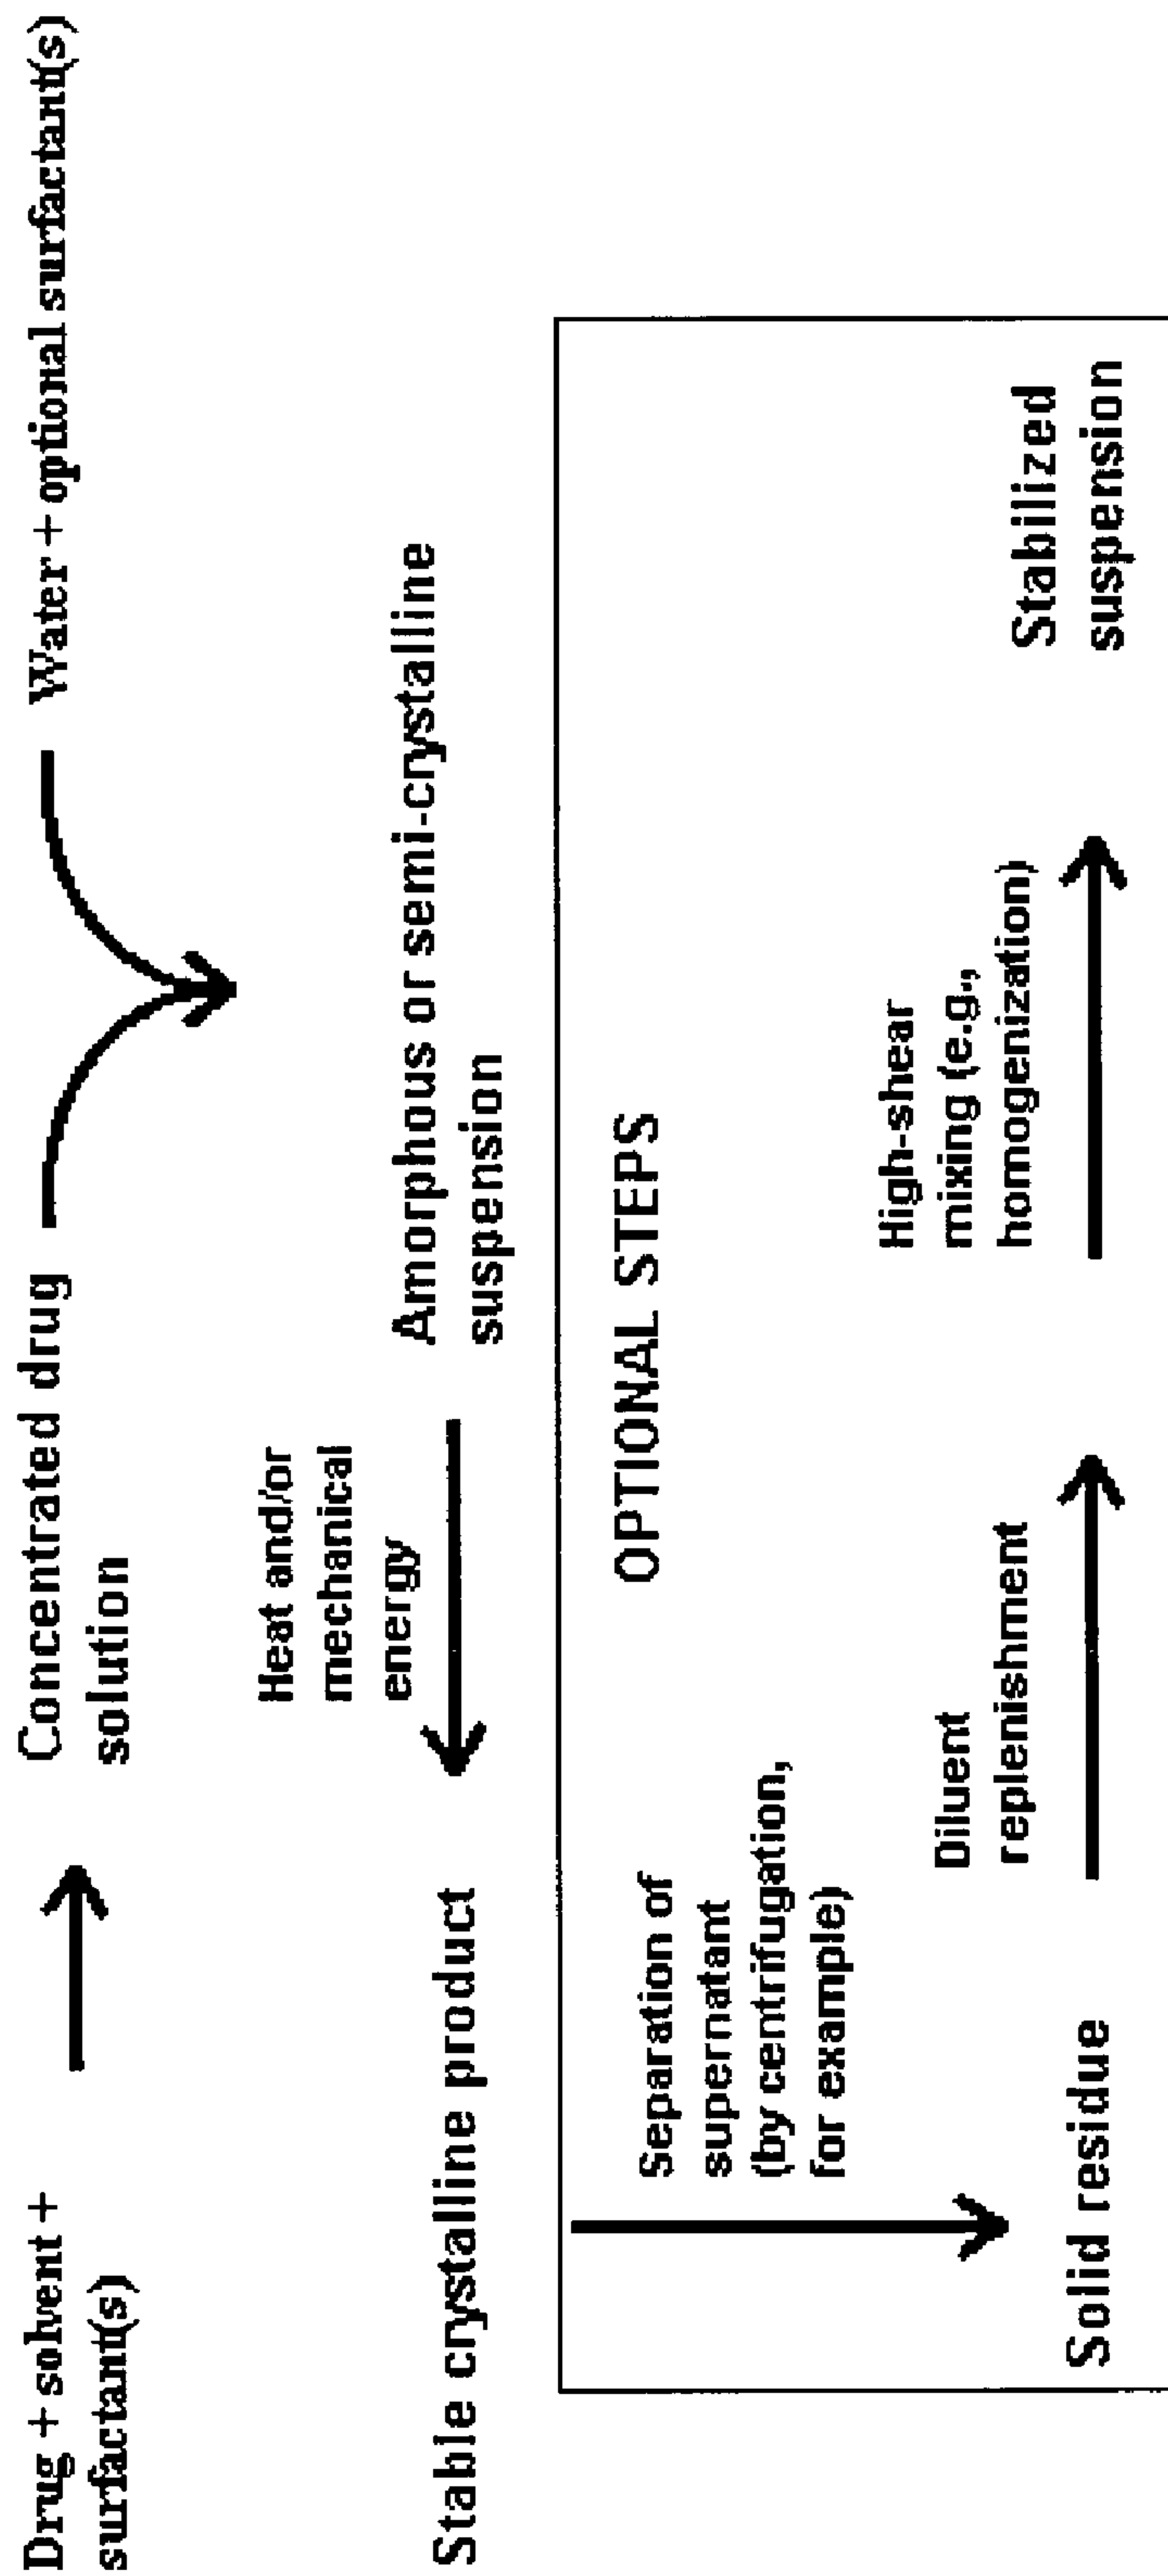 Drug + solvent +
surfactant(s)
Concentrated drug
solution
Water + optional surfactant(s)
Heat and/or
mechanical
energy
Amorphous or semi-crystalline
suspension
Stable crystalline product
OPTIONAL STEPS
Separation of
supernatant
(by centrifugation,
for example)
Solid residue
Diluent
replenishment
High-shear
mixing (e.g.,
homogenization)
Stabilized
suspension